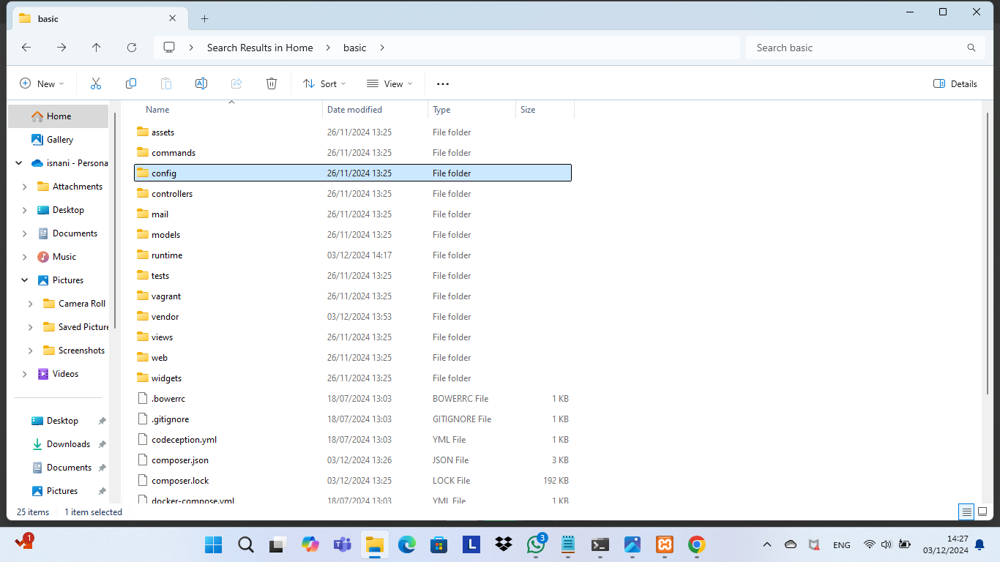 basic
Search Results in Home
basic
Search basic
New
Sort
View
Details
Home
Gallery
isnani - Persona
Attachments
Desktop
Documents
Music
Pictures
Camera Roll
Saved Picture
Screenshots
Videos
Desktop
Downloads
Documents
Pictures
Name Date modified Type Size
assets 26/11/2024 13:25 File folder
commands 26/11/2024 13:25 File folder
config 26/11/2024 13:25 File folder
controllers 26/11/2024 13:25 File folder
mail 26/11/2024 13:25 File folder
models 26/11/2024 13:25 File folder
runtime 03/12/2024 14:17 File folder
tests 26/11/2024 13:25 File folder
vagrant 26/11/2024 13:25 File folder
vendor 03/12/2024 13:53 File folder
views 26/11/2024 13:25 File folder
web 26/11/2024 13:25 File folder
widgets 26/11/2024 13:25 File folder
.bowerrc 18/07/2024 13:03 BOWERRC File 1 KB
.gitignore 18/07/2024 13:03 GITIGNORE File 1 KB
codeception.yml 18/07/2024 13:03 YML File 1 KB
composer.json 03/12/2024 13:26 JSON File 3 KB
composer.lock 03/12/2024 13:25 LOCK File 192 KB
docker-compose.yml 18/07/2024 13:03 YML File 1 KB
25 items 1 item selected
1
L
3
ENG
14:27
03/12/2024